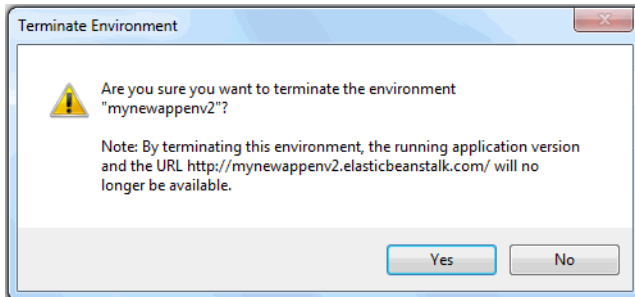 Terminate Environment
Are you sure you want to terminate the environment
"mynewappenv2"?
Note: By terminating this environment, the running application version
and the URL http://mynewappenv2.elasticbeanstalk.com/ will no
longer be available.
Yes
No